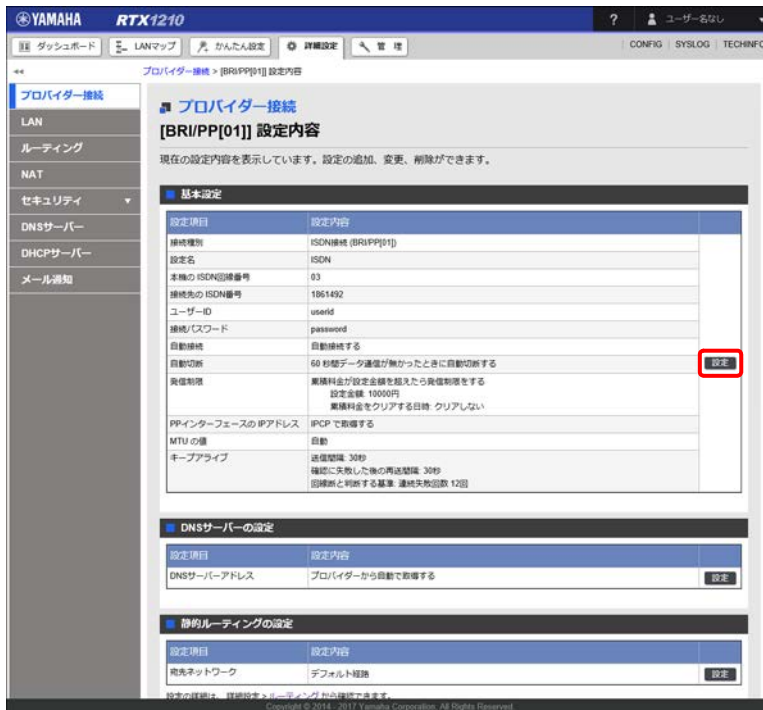 YAMAHA RTX1210 ? ユーザー名なし
ダッシュボード LANマップ かんたん設定 詳細設定 管理 CONFIG SYSLOG TECHINFO
プロバイダー接続 > [BRI/PP[01]] 設定内容
プロバイダー接続
LAN
ルーティング
NAT
セキュリティ
DNSサーバー
DHCPサーバー
メール通知
プロバイダー接続
[BRI/PP[01]] 設定内容
現在の設定内容を表示しています。設定の追加、変更、削除ができます。
基本設定
設定項目 設定内容
接続種別 ISDN接続 (BRI/PP[01])
設定名 ISDN
本機の ISDN回線番号 03
接続先の ISDN番号 1861492
ユーザーID userid
接続パスワード password
自動接続 自動接続する
自動切断 60 秒間データ通信が無かったときに自動切断する
設定
発信制限 累積料金が設定金額を超えたら発信制限をする
設定金額: 10000円
累積料金をクリアする日時: クリアしない
PPインターフェースの IPアドレス IPCP で取得する
MTU の値 自動
キープアライブ 送信間隔: 30秒
確認に失敗した後の再送間隔: 30秒
回線断と判断する基準: 連続失敗回数 12回
DNSサーバーの設定
設定項目 設定内容
DNSサーバーアドレス プロバイダーから自動で取得する 設定
静的ルーティングの設定
設定項目 設定内容
宛先ネットワーク デフォルト経路 設定
設定の詳細は、 詳細設定 > ルーティング から確認できます。
Copyright © 2014 - 2017 Yamaha Corporation. All Rights Reserved.